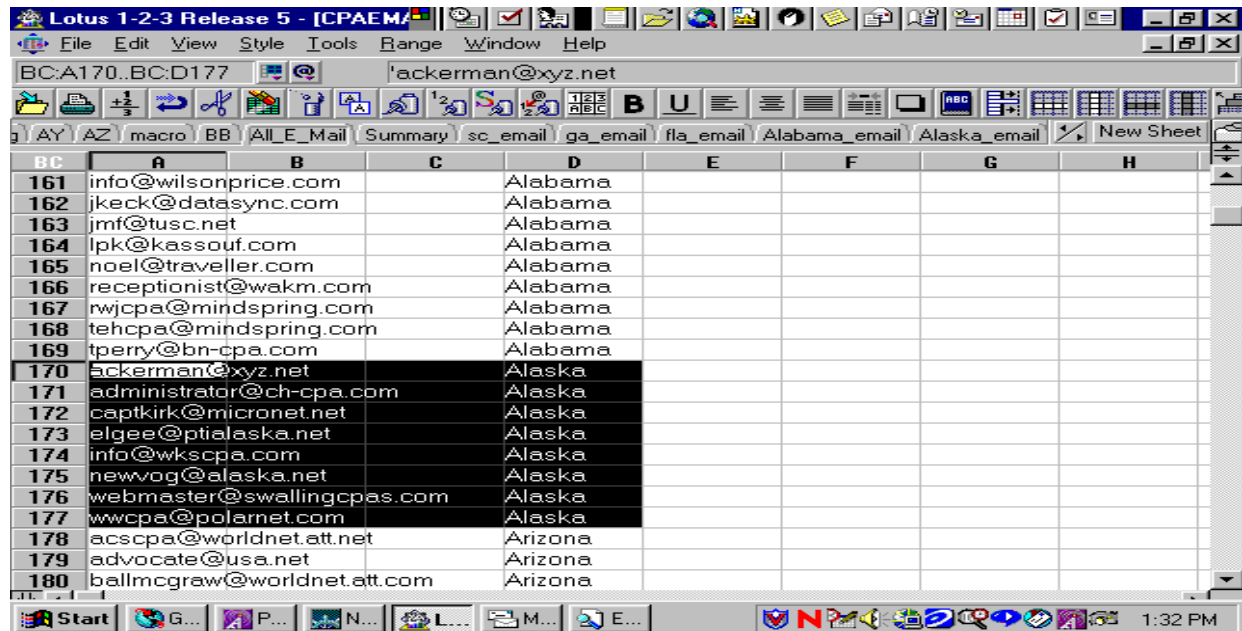 Lotus 1-2-3 Release 5 - [CPAEMA
File Edit View Style Tools Range Window Help
BC:A170..BC:D177 'ackerman@xyz.net
AY AZ macro BB All_E_Mail Summary sc_email ga_email fla_email Alabama_email Alaska_email New Sheet
BC A B C D E F G H
161 info@wilsonprice.com Alabama
162 jkeck@datasync.com Alabama
163 jmf@tusc.net Alabama
164 lpk@kassouf.com Alabama
165 noel@traveller.com Alabama
166 receptionist@wakm.com Alabama
167 rwjcpa@mindspring.com Alabama
168 tehcpa@mindspring.com Alabama
169 tperry@bn-cpa.com Alabama
170 ackerman@xyz.net Alaska
171 administrator@ch-cpa.com Alaska
172 captkirk@micronet.net Alaska
173 elgee@ptialaska.net Alaska
174 info@wkscpa.com Alaska
175 newvog@alaska.net Alaska
176 webmaster@swallingcpas.com Alaska
177 wwcpa@polarnet.com Alaska
178 acscpa@worldnet.att.net Arizona
179 advocate@usa.net Arizona
180 ballmcgraw@worldnet.att.com Arizona
Start G... P... N... L... M... E... 1:32 PM